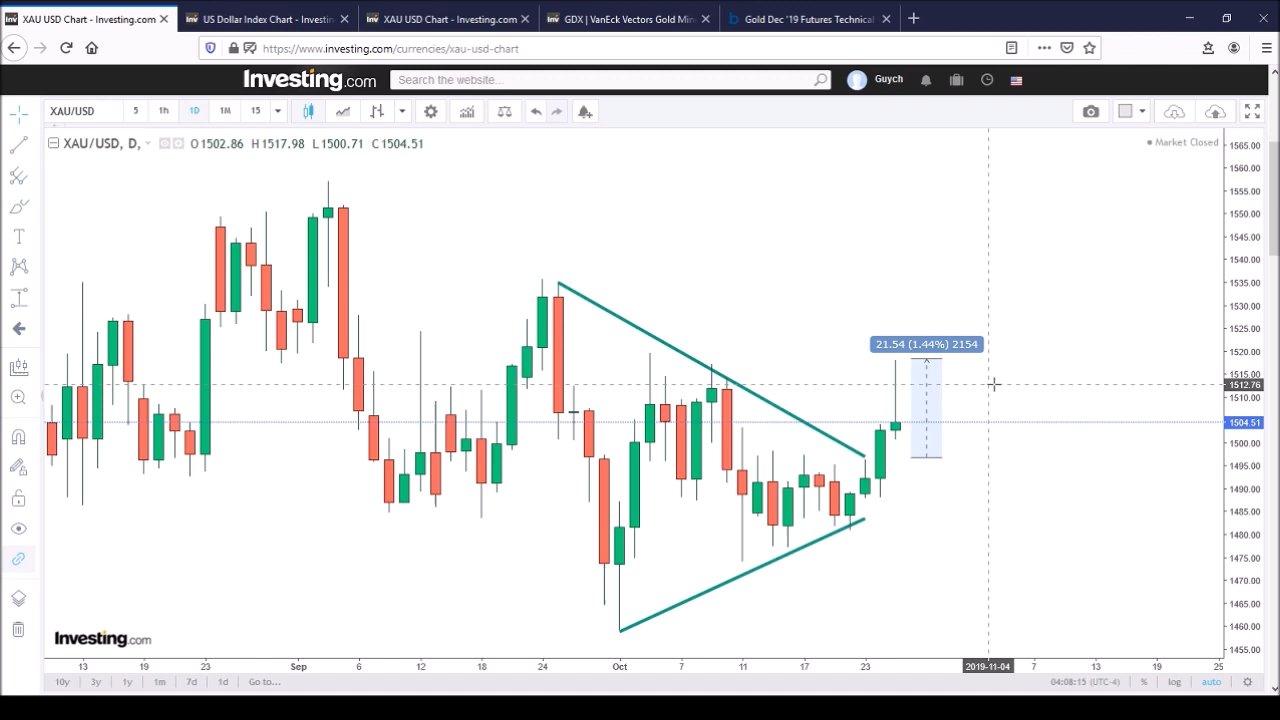 XAU USD Chart - Investing.com
US Dollar Index Chart - Investin
XAU USD Chart - Investing.com
GDX | VanEck Vectors Gold Min
Gold Dec '19 Futures Technical
https://www.investing.com/currencies/xau-usd-chart
Investing.com
Search the website...
Guych
XAU/USD 5 1h 1D 1M 15
XAU/USD, D, O1502.86 H1517.98 L1500.71 C1504.51
Market Closed
1565.00
1560.00
1555.00
1550.00
1545.00
1540.00
1535.00
1530.00
1525.00
21.54 (1.44%) 2154
1520.00
1515.00
1512.76
1510.00
1504.51
1500.00
1495.00
1490.00
1485.00
1480.00
1475.00
1470.00
1465.00
1460.00
1455.00
Investing.com
13 19 23 Sep 6 12 18 24 Oct 7 11 17 23 2019-11-04 7 13 19 25
10y 3y 1y 1m 7d 1d Go to... 04:08:15 (UTC-4) % log auto